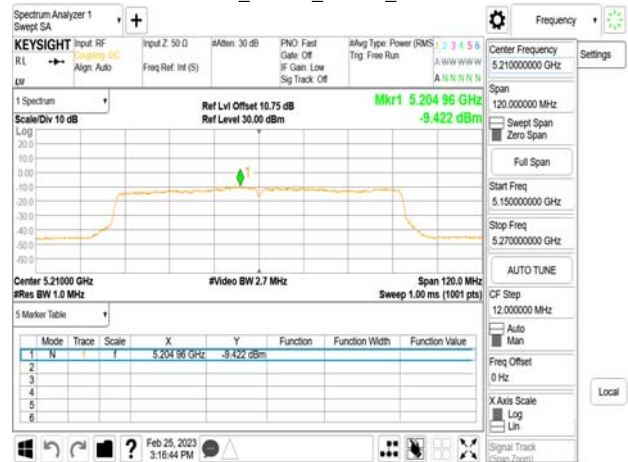 Spectrum Analyzer 1
Swept SA
Frequency
KEYSIGHT
Input: RF
Input Z: 50 Ω
#Atten: 30 dB
PNO: Fast
#Avg Type: Power (RMS
1 2 3 4 5 6
RL
Coupling: DC
Gate: Off
Trig: Free Run
A W W W W W
Align: Auto
Freq Ref: Int (S)
IF Gain: Low
Sig Track: Off
A N N N N N
Center Frequency
5.210000000 GHz
Settings
1 Spectrum
Ref Lvl Offset 10.75 dB
Mkr1 5.204 96 GHz
Scale/Div 10 dB
Ref Level 30.00 dBm
-9.422 dBm
Log
20.0
10.0
0.00
-10.0
-20.0
-30.0
-40.0
-50.0
-60.0
1
Center 5.21000 GHz
#Video BW 2.7 MHz
Span 120.0 MHz
#Res BW 1.0 MHz
Sweep 1.00 ms (1001 pts)
Span
120.000000 MHz
Swept Span
Zero Span
Full Span
Start Freq
5.150000000 GHz
Stop Freq
5.270000000 GHz
AUTO TUNE
CF Step
12.000000 MHz
Auto
Man
Freq Offset
0 Hz
X Axis Scale
Log
Lin
Signal Track
(Span Zoom)
Local
5 Marker Table
Mode Trace Scale X Y Function Function Width Function Value
1 N 1 f 5.204 96 GHz -9.422 dBm
2
3
4
5
6
?
Feb 25, 2023
3:16:44 PM